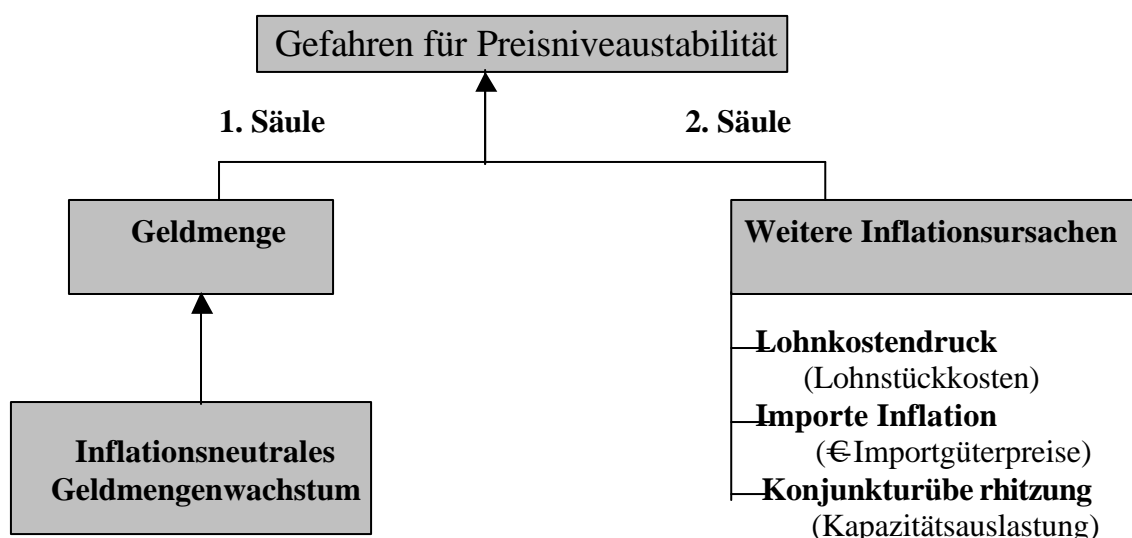 Gefahren für Preisniveaustabilität
1. Säule
2. Säule
Geldmenge
Weitere Inflationsursachen
Lohnkostendruck
(Lohnstückkosten)
Importe Inflation
(€-Importgüterpreise)
Konjunkturübe rhitzung
(Kapazitätsauslastung)
Inflationsneutrales
Geldmengenwachstum